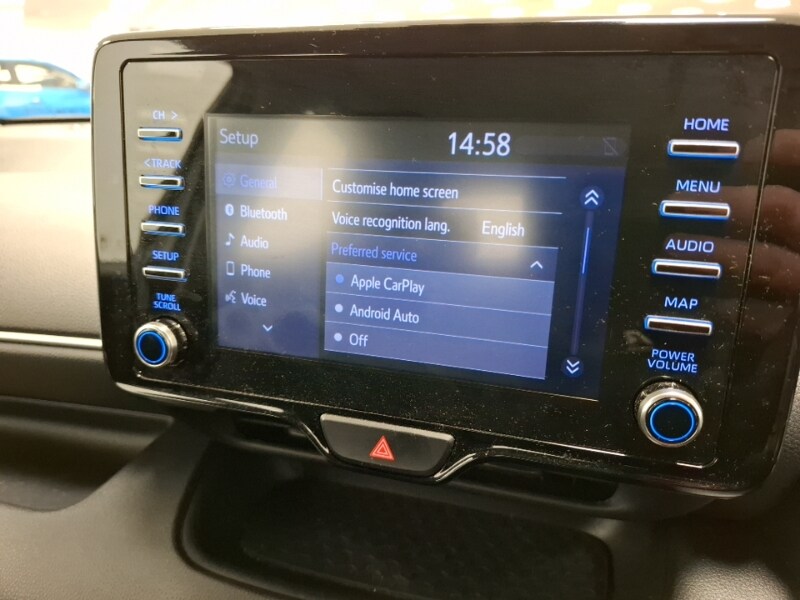 CH >
<TRACK
PHONE
SETUP
TUNE
SCROLL
Setup
14:58
General
Bluetooth
Audio
Phone
Voice
Customise home screen
Voice recognition lang. English
Preferred service
Apple CarPlay
Android Auto
Off
HOME
MENU
AUDIO
MAP
POWER
VOLUME